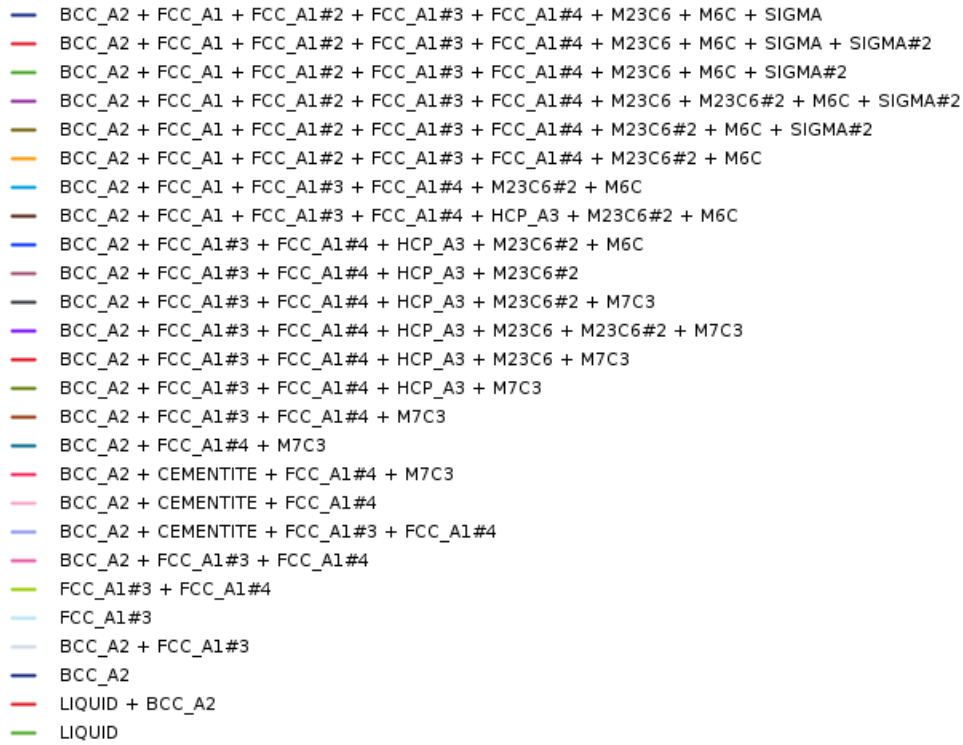 BCC_A2 + FCC_A1 + FCC_A1#2 + FCC_A1#3 + FCC_A1#4 + M23C6 + M6C + SIGMA
BCC_A2 + FCC_A1 + FCC_A1#2 + FCC_A1#3 + FCC_A1#4 + M23C6 + M6C + SIGMA + SIGMA#2
BCC_A2 + FCC_A1 + FCC_A1#2 + FCC_A1#3 + FCC_A1#4 + M23C6 + M6C + SIGMA#2
BCC_A2 + FCC_A1 + FCC_A1#2 + FCC_A1#3 + FCC_A1#4 + M23C6 + M23C6#2 + M6C + SIGMA#2
BCC_A2 + FCC_A1 + FCC_A1#2 + FCC_A1#3 + FCC_A1#4 + M23C6#2 + M6C + SIGMA#2
BCC_A2 + FCC_A1 + FCC_A1#2 + FCC_A1#3 + FCC_A1#4 + M23C6#2 + M6C
BCC_A2 + FCC_A1 + FCC_A1#3 + FCC_A1#4 + M23C6#2 + M6C
BCC_A2 + FCC_A1 + FCC_A1#3 + FCC_A1#4 + HCP_A3 + M23C6#2 + M6C
BCC_A2 + FCC_A1#3 + FCC_A1#4 + HCP_A3 + M23C6#2 + M6C
BCC_A2 + FCC_A1#3 + FCC_A1#4 + HCP_A3 + M23C6#2
BCC_A2 + FCC_A1#3 + FCC_A1#4 + HCP_A3 + M23C6#2 + M7C3
BCC_A2 + FCC_A1#3 + FCC_A1#4 + HCP_A3 + M23C6 + M23C6#2 + M7C3
BCC_A2 + FCC_A1#3 + FCC_A1#4 + HCP_A3 + M23C6 + M7C3
BCC_A2 + FCC_A1#3 + FCC_A1#4 + HCP_A3 + M7C3
BCC_A2 + FCC_A1#3 + FCC_A1#4 + M7C3
BCC_A2 + FCC_A1#4 + M7C3
BCC_A2 + CEMENTITE + FCC_A1#4 + M7C3
BCC_A2 + CEMENTITE + FCC_A1#4
BCC_A2 + CEMENTITE + FCC_A1#3 + FCC_A1#4
BCC_A2 + FCC_A1#3 + FCC_A1#4
FCC_A1#3 + FCC_A1#4
FCC_A1#3
BCC_A2 + FCC_A1#3
BCC_A2
LIQUID + BCC_A2
LIQUID